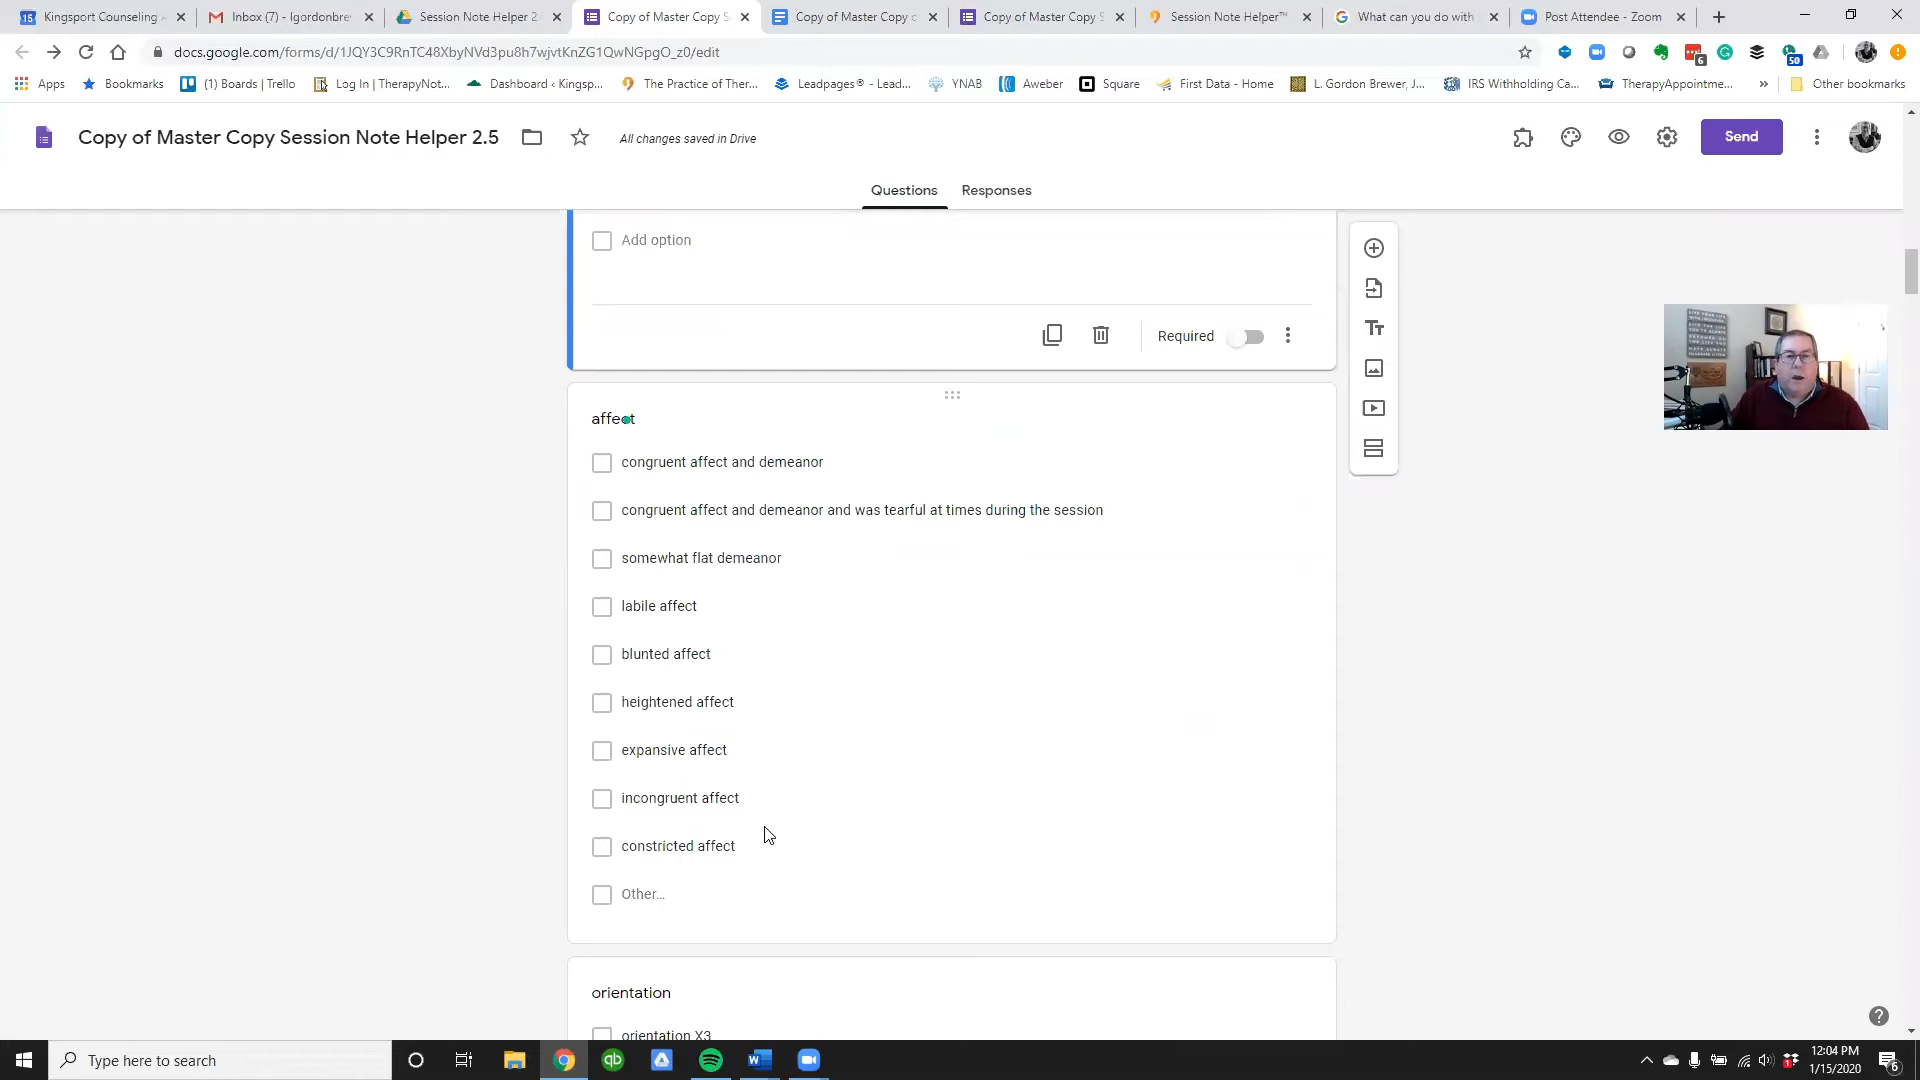 Kingsport Counseling
Inbox (7) - lgordonbre
Session Note Helper 2
Copy of Master Copy S
Copy of Master Copy
Copy of Master Copy S
Session Note Helper™
What can you do with
Post Attendee - Zoom
docs.google.com/forms/d/1JQY3C9RnTC48XbyNVd3pu8h7wjvtKnZG1QwNGpgO_z0/edit
6
50
Apps
Bookmarks
(1) Boards | Trello
Log In | TherapyNot...
Dashboard ‹ Kingsp...
The Practice of Ther...
Leadpages® - Lead...
YNAB
Aweber
Square
First Data - Home
L. Gordon Brewer, J...
IRS Withholding Ca...
TherapyAppointme...
»
Other bookmarks
Copy of Master Copy Session Note Helper 2.5
All changes saved in Drive
Send
Questions
Responses
Add option
Required
affect
congruent affect and demeanor
congruent affect and demeanor and was tearful at times during the session
somewhat flat demeanor
labile affect
blunted affect
heightened affect
expansive affect
incongruent affect
constricted affect
Other...
orientation
orientation X3
Type here to search
12:04 PM
1/15/2020
6